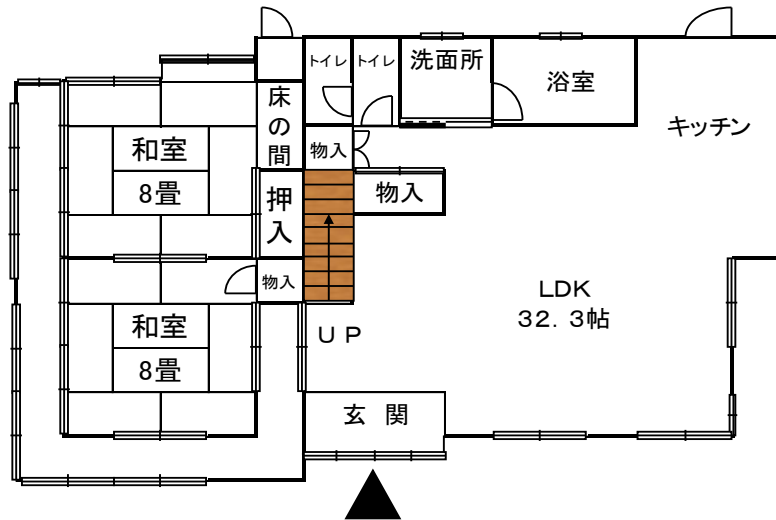 トイレ
トイレ
洗面所
浴室
キッチン
床の間
和室
8畳
物入
物入
押入
物入
LDK
32.3帖
UP
和室
8畳
玄関